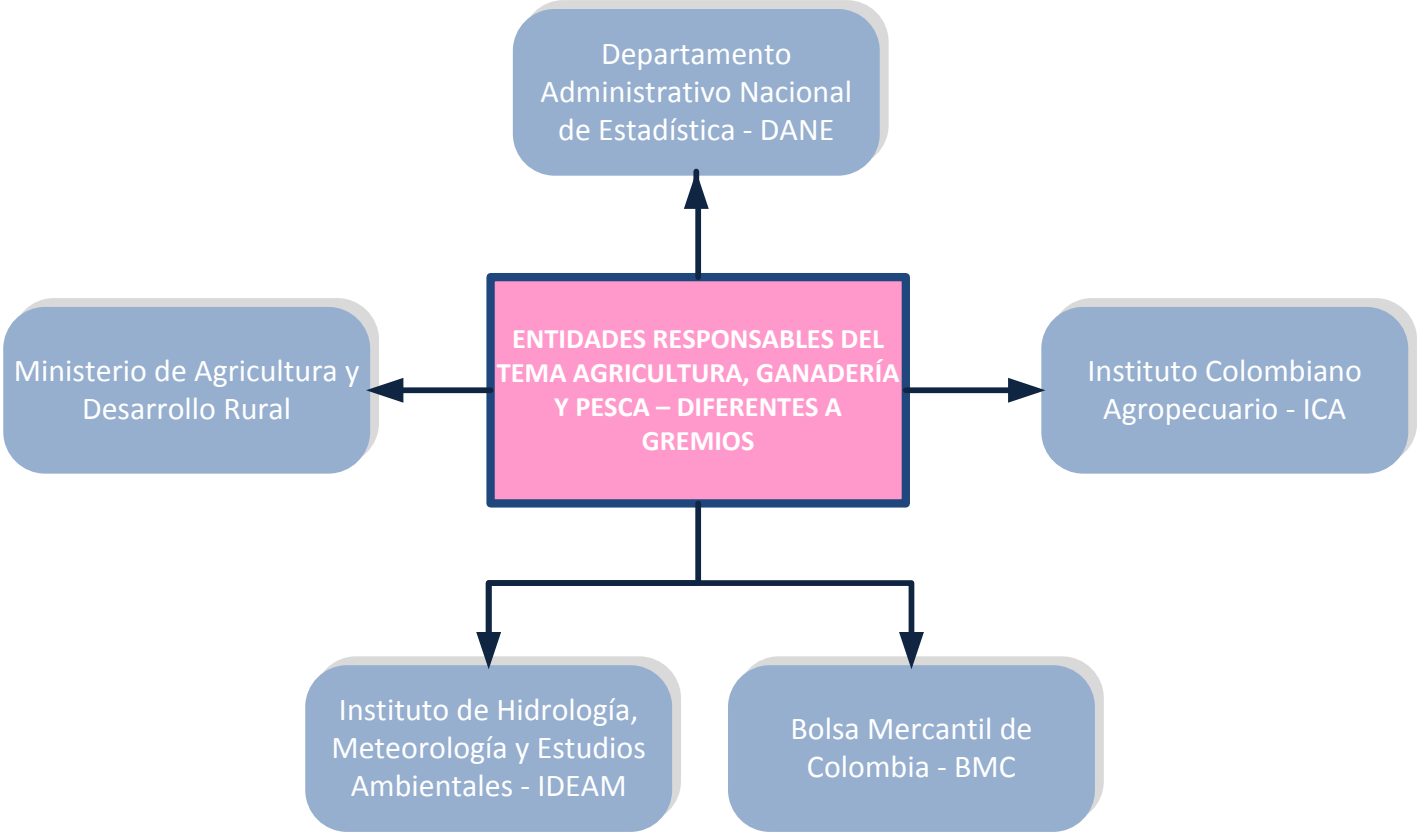 Departamento
Administrativo Nacional
de Estadística - DANE
ENTIDADES RESPONSABLES DEL
TEMA AGRICULTURA, GANADERÍA
Y PESCA – DIFERENTES A
GREMIOS
Ministerio de Agricultura y
Desarrollo Rural
Instituto Colombiano
Agropecuario - ICA
Instituto de Hidrología,
Meteorología y Estudios
Ambientales - IDEAM
Bolsa Mercantil de
Colombia - BMC